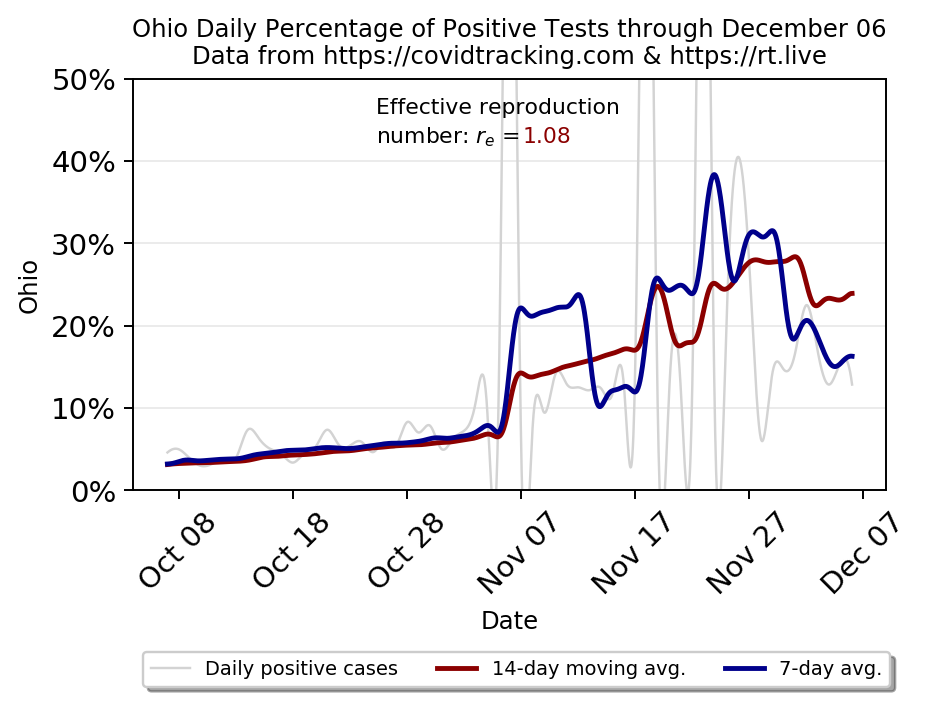 Ohio Daily Percentage of Positive Tests through December 06
Data from https://covidtracking.com & https://rt.live
50%
Effective reproduction
number: rₑ =1.08
40%
30%
Ohio
20%
10%
0%
Oct 08
Oct 18
Oct 28
Nov 07
Nov 17
Nov 27
Dec 07
Date
Daily positive cases
14-day moving avg.
7-day avg.